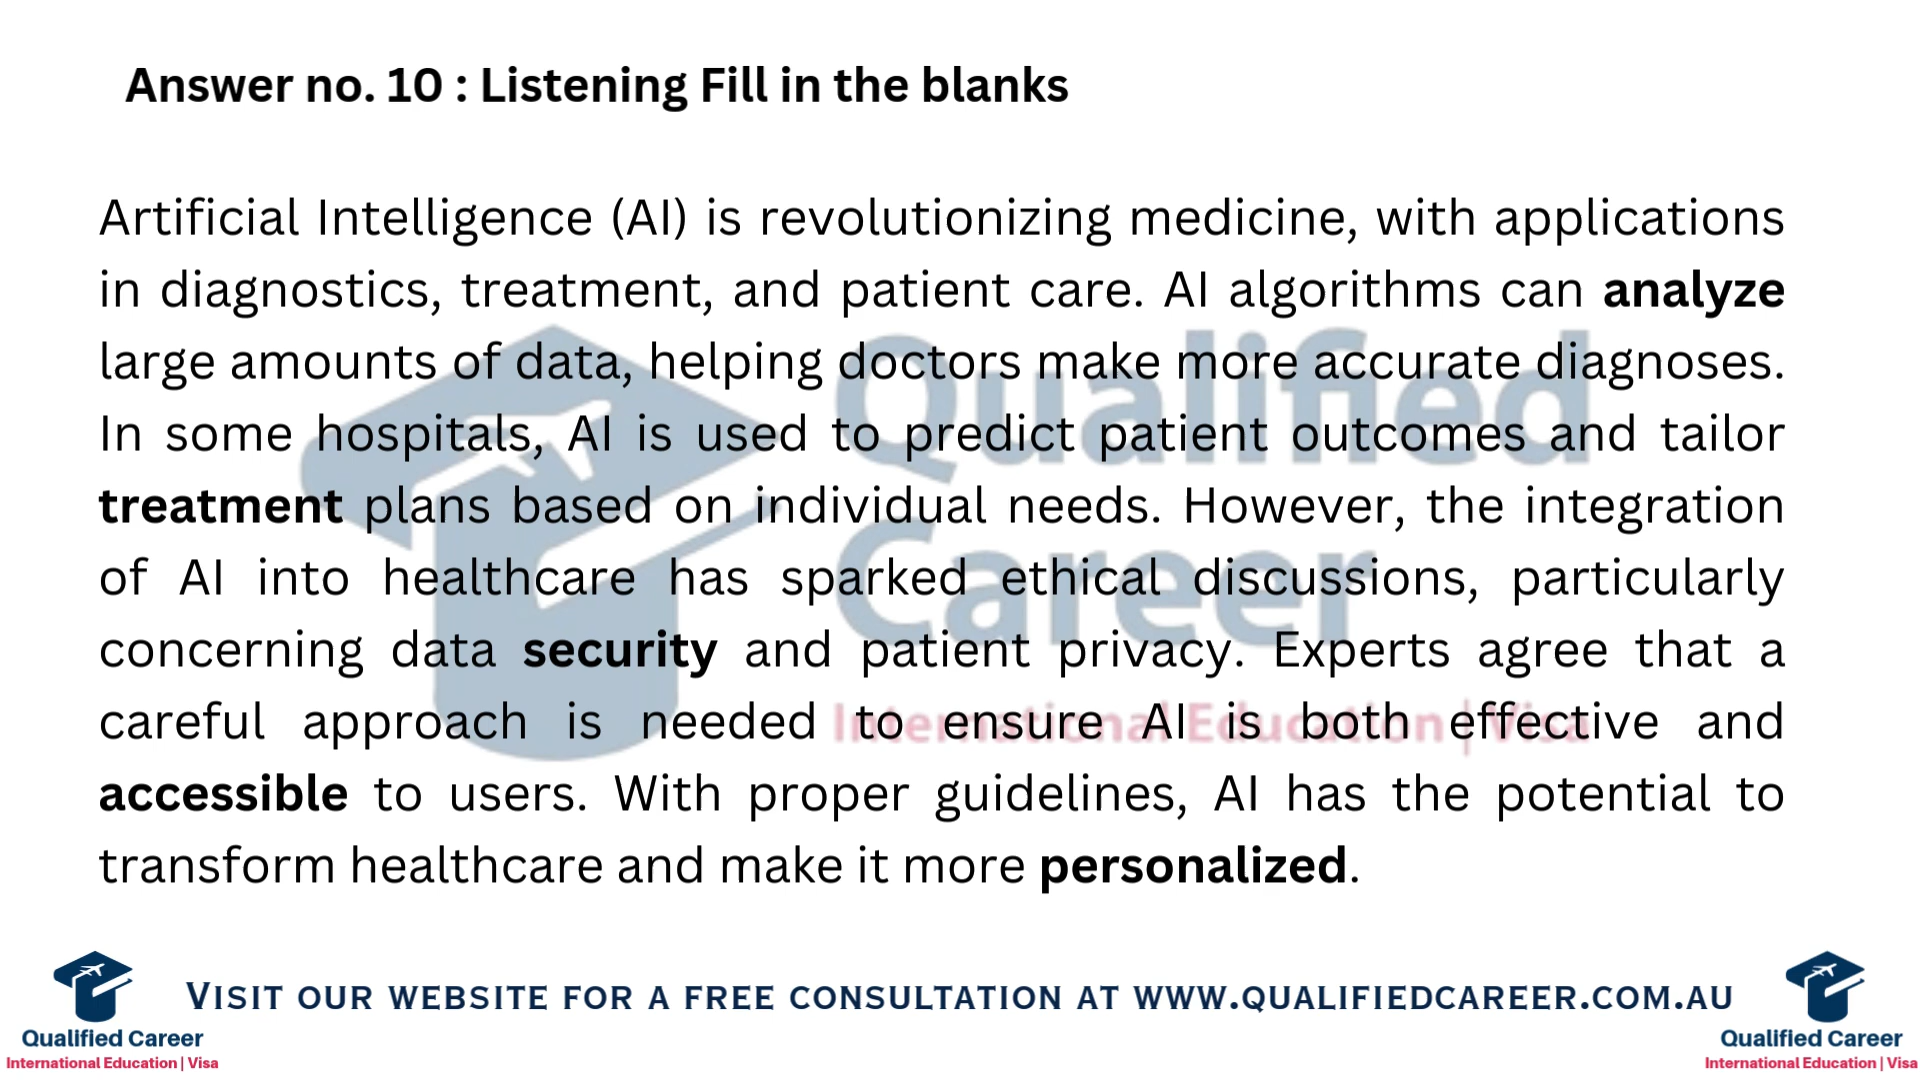 Answer no. 10 : Listening Fill in the blanks
Artificial Intelligence (AI) is revolutionizing medicine, with applications
in diagnostics, treatment, and patient care. AI algorithms can analyze
large amounts of data, helping doctors make more accurate diagnoses.
In some hospitals, AI is used to predict patient outcomes and tailor
treatment plans based on individual needs. However, the integration
of AI into healthcare has sparked ethical discussions, particularly
concerning data security and patient privacy. Experts agree that a
careful approach is needed to ensure AI is both effective and
accessible to users. With proper guidelines, AI has the potential to
transform healthcare and make it more personalized.
Qualified
Career
International Education | Visa
VISIT OUR WEBSITE FOR A FREE CONSULTATION AT WWW.QUALIFIEDCAREER.COM.AU
Qualified Career
International Education | Visa
Qualified Career
International Education | Visa